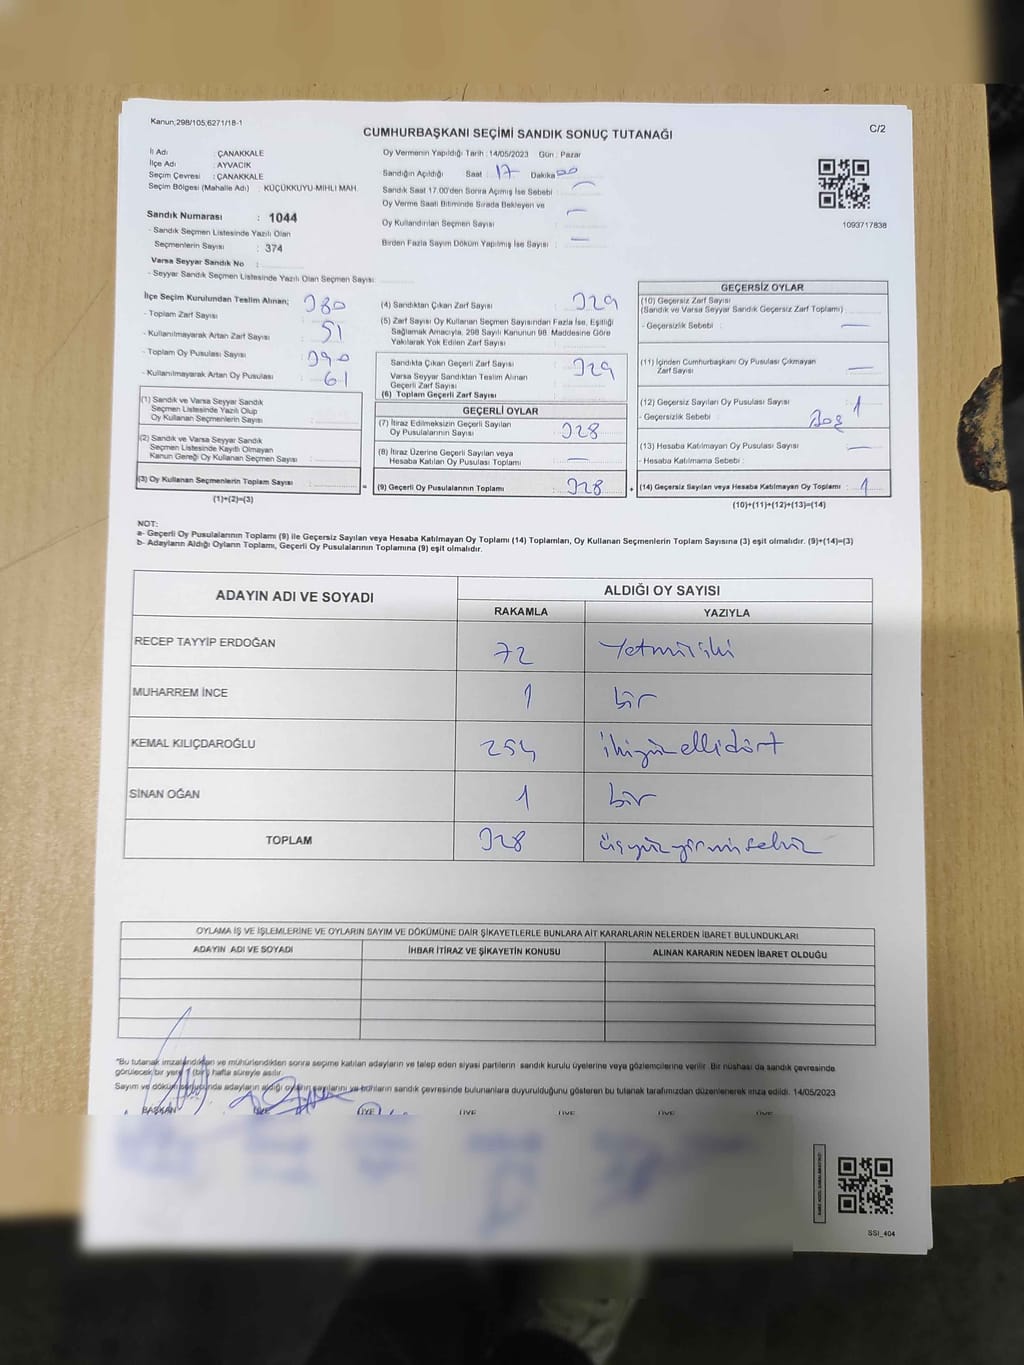 Kanun,298/105,6271/18-1
CUMHURBAŞKANI SEÇİMİ SANDIK SONUÇ TUTANAĞI
C/2
İl Adı : ÇANAKKALE
İlçe Adı : AYVACIK
Seçim Çevresi : ÇANAKKALE
Seçim Bölgesi (Mahalle Adı) : KÜÇÜKKUYU-MIHLI MAH.
Sandık Numarası : 1044
- Sandık Seçmen Listesinde Yazılı Olan
Seçmenlerin Sayısı : 374
Varsa Seyyar Sandık No :
- Seyyar Sandık Seçmen Listesinde Yazılı Olan Seçmen Sayısı:
Oy Vermenin Yapıldığı Tarih : 14/05/2023 Gün : Pazar
Sandığın Açıldığı Saat : 17 Dakika 00
Sandık Saat 17.00'den Sonra Açmış İse Sebebi : —
Oy Verme Saati Bitiminde Sırada Bekleyen ve
Oy Kullandırılan Seçmen Sayısı : —
Birden Fazla Sayım Döküm Yapılmış İse Sayısı : —
1093717838
İlçe Seçim Kurulundan Teslim Alınan;
- Toplam Zarf Sayısı : 380
- Kullanılmayarak Artan Zarf Sayısı : 51
- Toplam Oy Pusulası Sayısı : 390
- Kullanılmayarak Artan Oy Pusulası : 61
(1) Sandık ve Varsa Seyyar Sandık
Seçmen Listesinde Yazılı Olup
Oy Kullanan Seçmenlerin Sayısı :
(2) Sandık ve Varsa Seyyar Sandık
Seçmen Listesinde Kayıtlı Olmayan
Kanun Gereği Oy Kullanan Seçmen Sayısı :
(3) Oy Kullanan Seçmenlerin Toplam Sayısı :
(1)+(2)=(3)
(4) Sandıktan Çıkan Zarf Sayısı : 329
(5) Zarf Sayısı Oy Kullanan Seçmen Sayısından Fazla İse, Eşitliği
Sağlamak Amacıyla, 298 Sayılı Kanunun 98. Maddesine Göre
Yakılarak Yok Edilen Zarf Sayısı :
Sandıkta Çıkan Geçerli Zarf Sayısı : 329
Varsa Seyyar Sandıktan Teslim Alınan
Geçerli Zarf Sayısı :
(6) Toplam Geçerli Zarf Sayısı :
GEÇERLİ OYLAR
(7) İtiraz Edilmeksizin Geçerli Sayılan
Oy Pusulalarının Sayısı : 328
(8) İtiraz Üzerine Geçerli Sayılan veya
Hesaba Katılan Oy Pusulası Toplamı : —
= (9) Geçerli Oy Pusulalarının Toplamı : 328
GEÇERSİZ OYLAR
(10) Geçersiz Zarf Sayısı
(Sandık ve Varsa Seyyar Sandık Geçersiz Zarf Toplamı) :
- Geçersizlik Sebebi : —
(11) İçinden Cumhurbaşkanı Oy Pusulası Çıkmayan
Zarf Sayısı : —
(12) Geçersiz Sayılan Oy Pusulası Sayısı : 1
- Geçersizlik Sebebi : Boş
(13) Hesaba Katılmayan Oy Pusulası Sayısı : —
- Hesaba Katılmama Sebebi :
+ (14) Geçersiz Sayılan veya Hesaba Katılmayan Oy Toplamı : 1
(10)+(11)+(12)+(13)=(14)
NOT:
a- Geçerli Oy Pusulalarının Toplamı (9) ile Geçersiz Sayılan veya Hesaba Katılmayan Oy Toplamı (14) Toplamları, Oy Kullanan Seçmenlerin Toplam Sayısına (3) eşit olmalıdır. (9)+(14)=(3)
b- Adayların Aldığı Oyların Toplamı, Geçerli Oy Pusulalarının Toplamına (9) eşit olmalıdır.
ADAYIN ADI VE SOYADI
ALDIĞI OY SAYISI
RAKAMLA YAZIYLA
RECEP TAYYİP ERDOĞAN 72 Yetmişiki
MUHARREM İNCE 1 bir
KEMAL KILIÇDAROĞLU 254 ikiyüzellidört
SİNAN OĞAN 1 bir
TOPLAM 328 üçyüzyirmisekiz
OYLAMA İŞ VE İŞLEMLERİNE VE OYLARIN SAYIM VE DÖKÜMÜNE DAİR ŞİKAYETLERLE BUNLARA AİT KARARLARIN NELERDEN İBARET BULUNDUKLARI
ADAYIN ADI VE SOYADI İHBAR İTİRAZ VE ŞİKAYETİN KONUSU ALINAN KARARIN NEDEN İBARET OLDUĞU
*Bu tutanak imzalandıktan ve mühürlendikten sonra seçime katılan adayların ve talep eden siyasi partilerin sandık kurulu üyelerine veya gözlemcilerine verilir. Bir nüshası da sandık çevresinde
görülecek bir yere 1 (bir) hafta süreyle asılır.
Sayım ve döküm sonucunda adayların aldığı oyların sayılarını ve bunların sandık çevresinde bulunanlara duyurulduğunu gösteren bu tutanak tarafımızdan düzenlenerek imza edildi. 14/05/2023
BAŞKAN ÜYE ÜYE ÜYE ÜYE ÜYE ÜYE
SSI_404